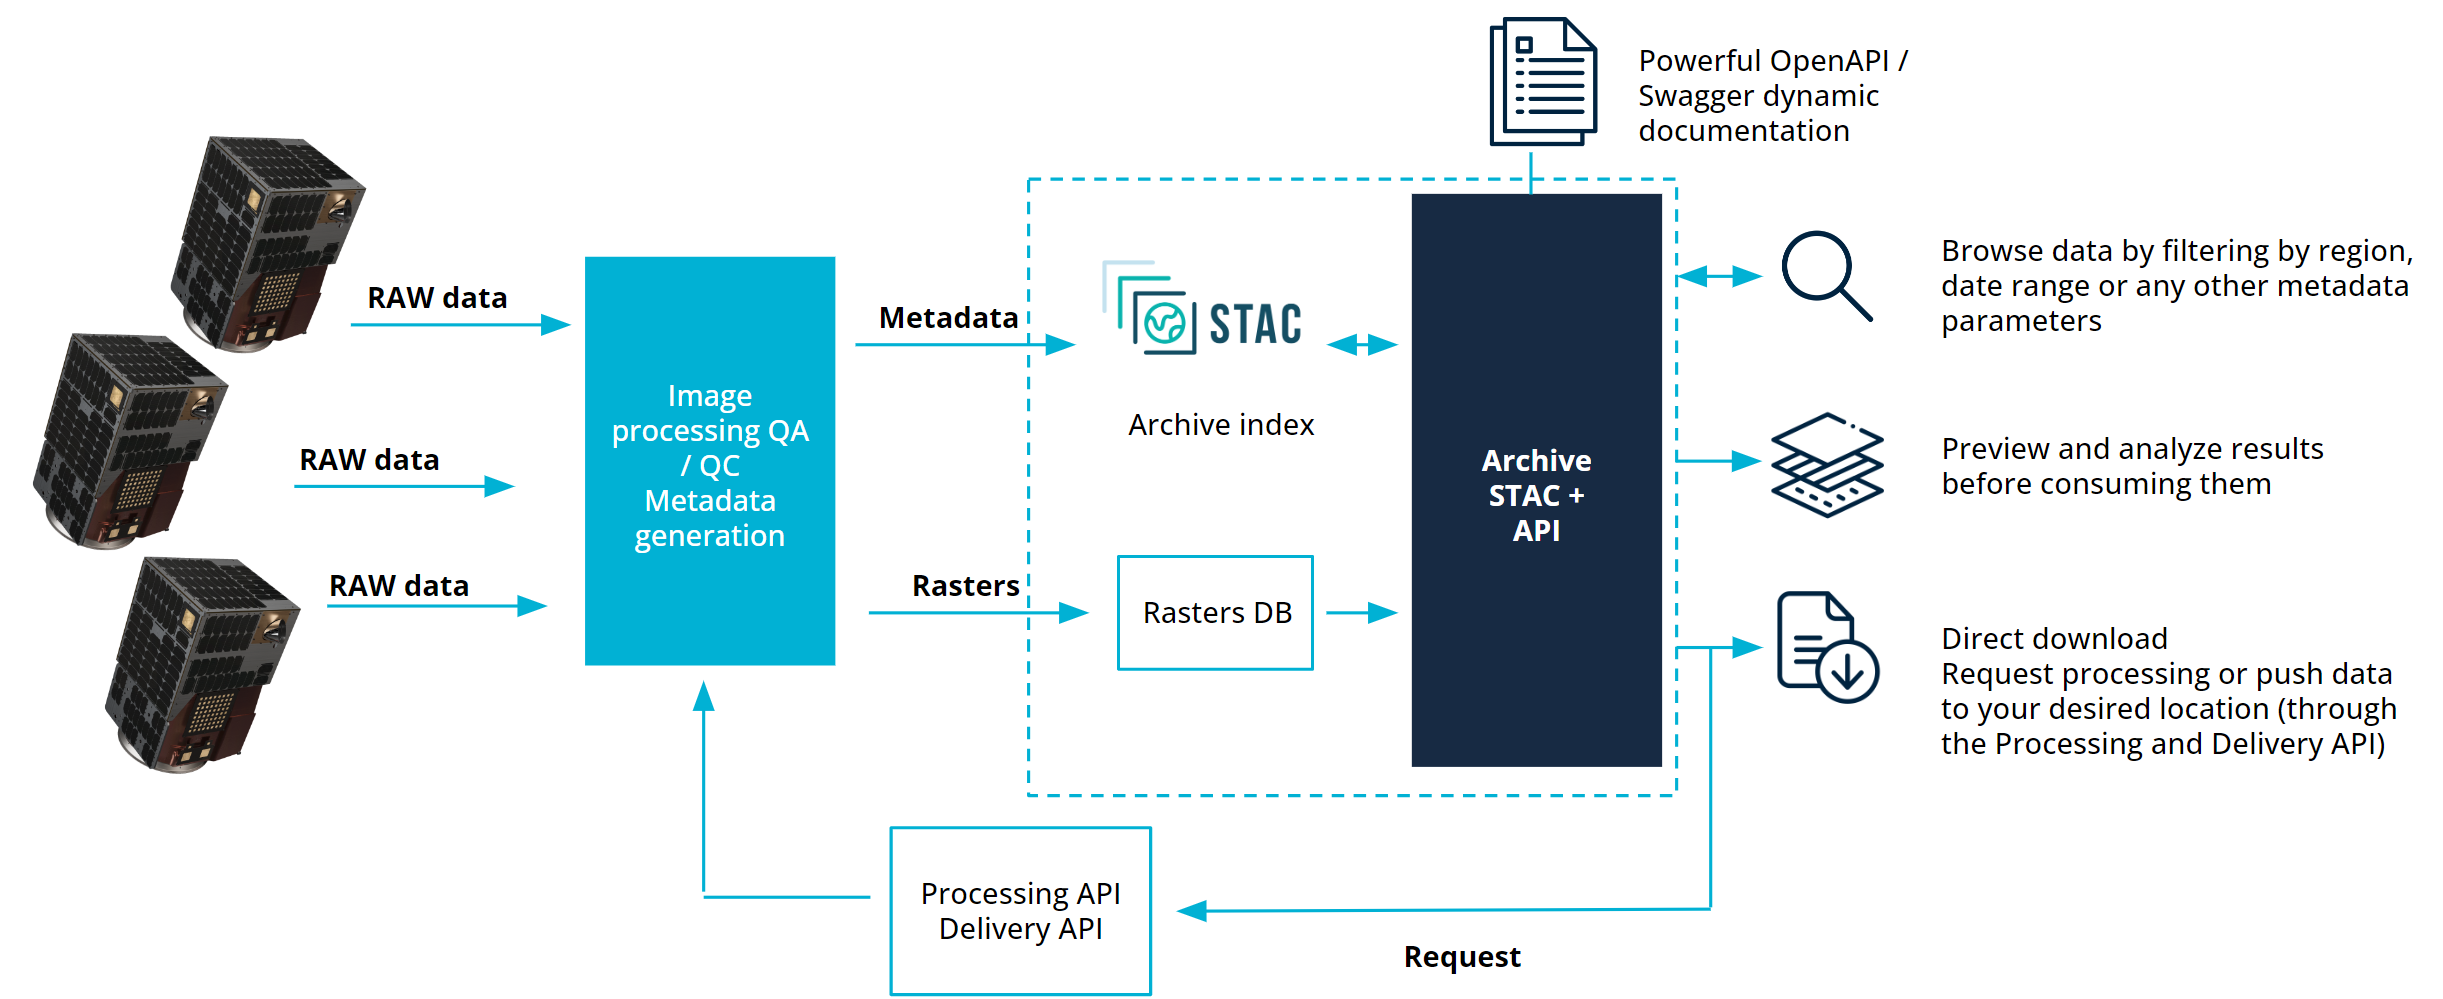 Powerful OpenAPI /
Swagger dynamic
documentation
RAW data
RAW data
RAW data
Image
processing QA
/ QC
Metadata
generation
Metadata
STAC
Archive index
Rasters
Rasters DB
Archive
STAC +
API
Browse data by filtering by region,
date range or any other metadata
parameters
Preview and analyze results
before consuming them
Direct download
Request processing or push data
to your desired location (through
the Processing and Delivery API)
Processing API
Delivery API
Request